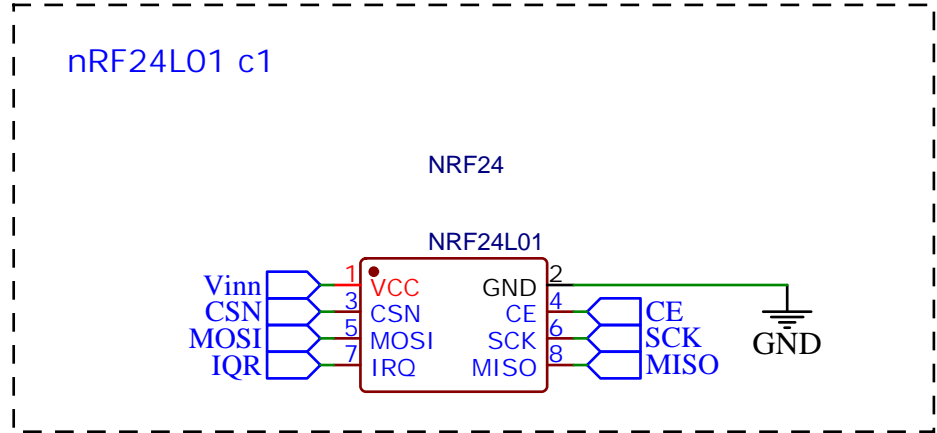 nRF24L01 c1
NRF24
NRF24L01
Vinn 1 VCC GND 2
CSN 3 CSN CE 4 CE
MOSI 5 MOSI SCK 6 SCK
IQR 7 IRQ MISO 8 MISO
GND